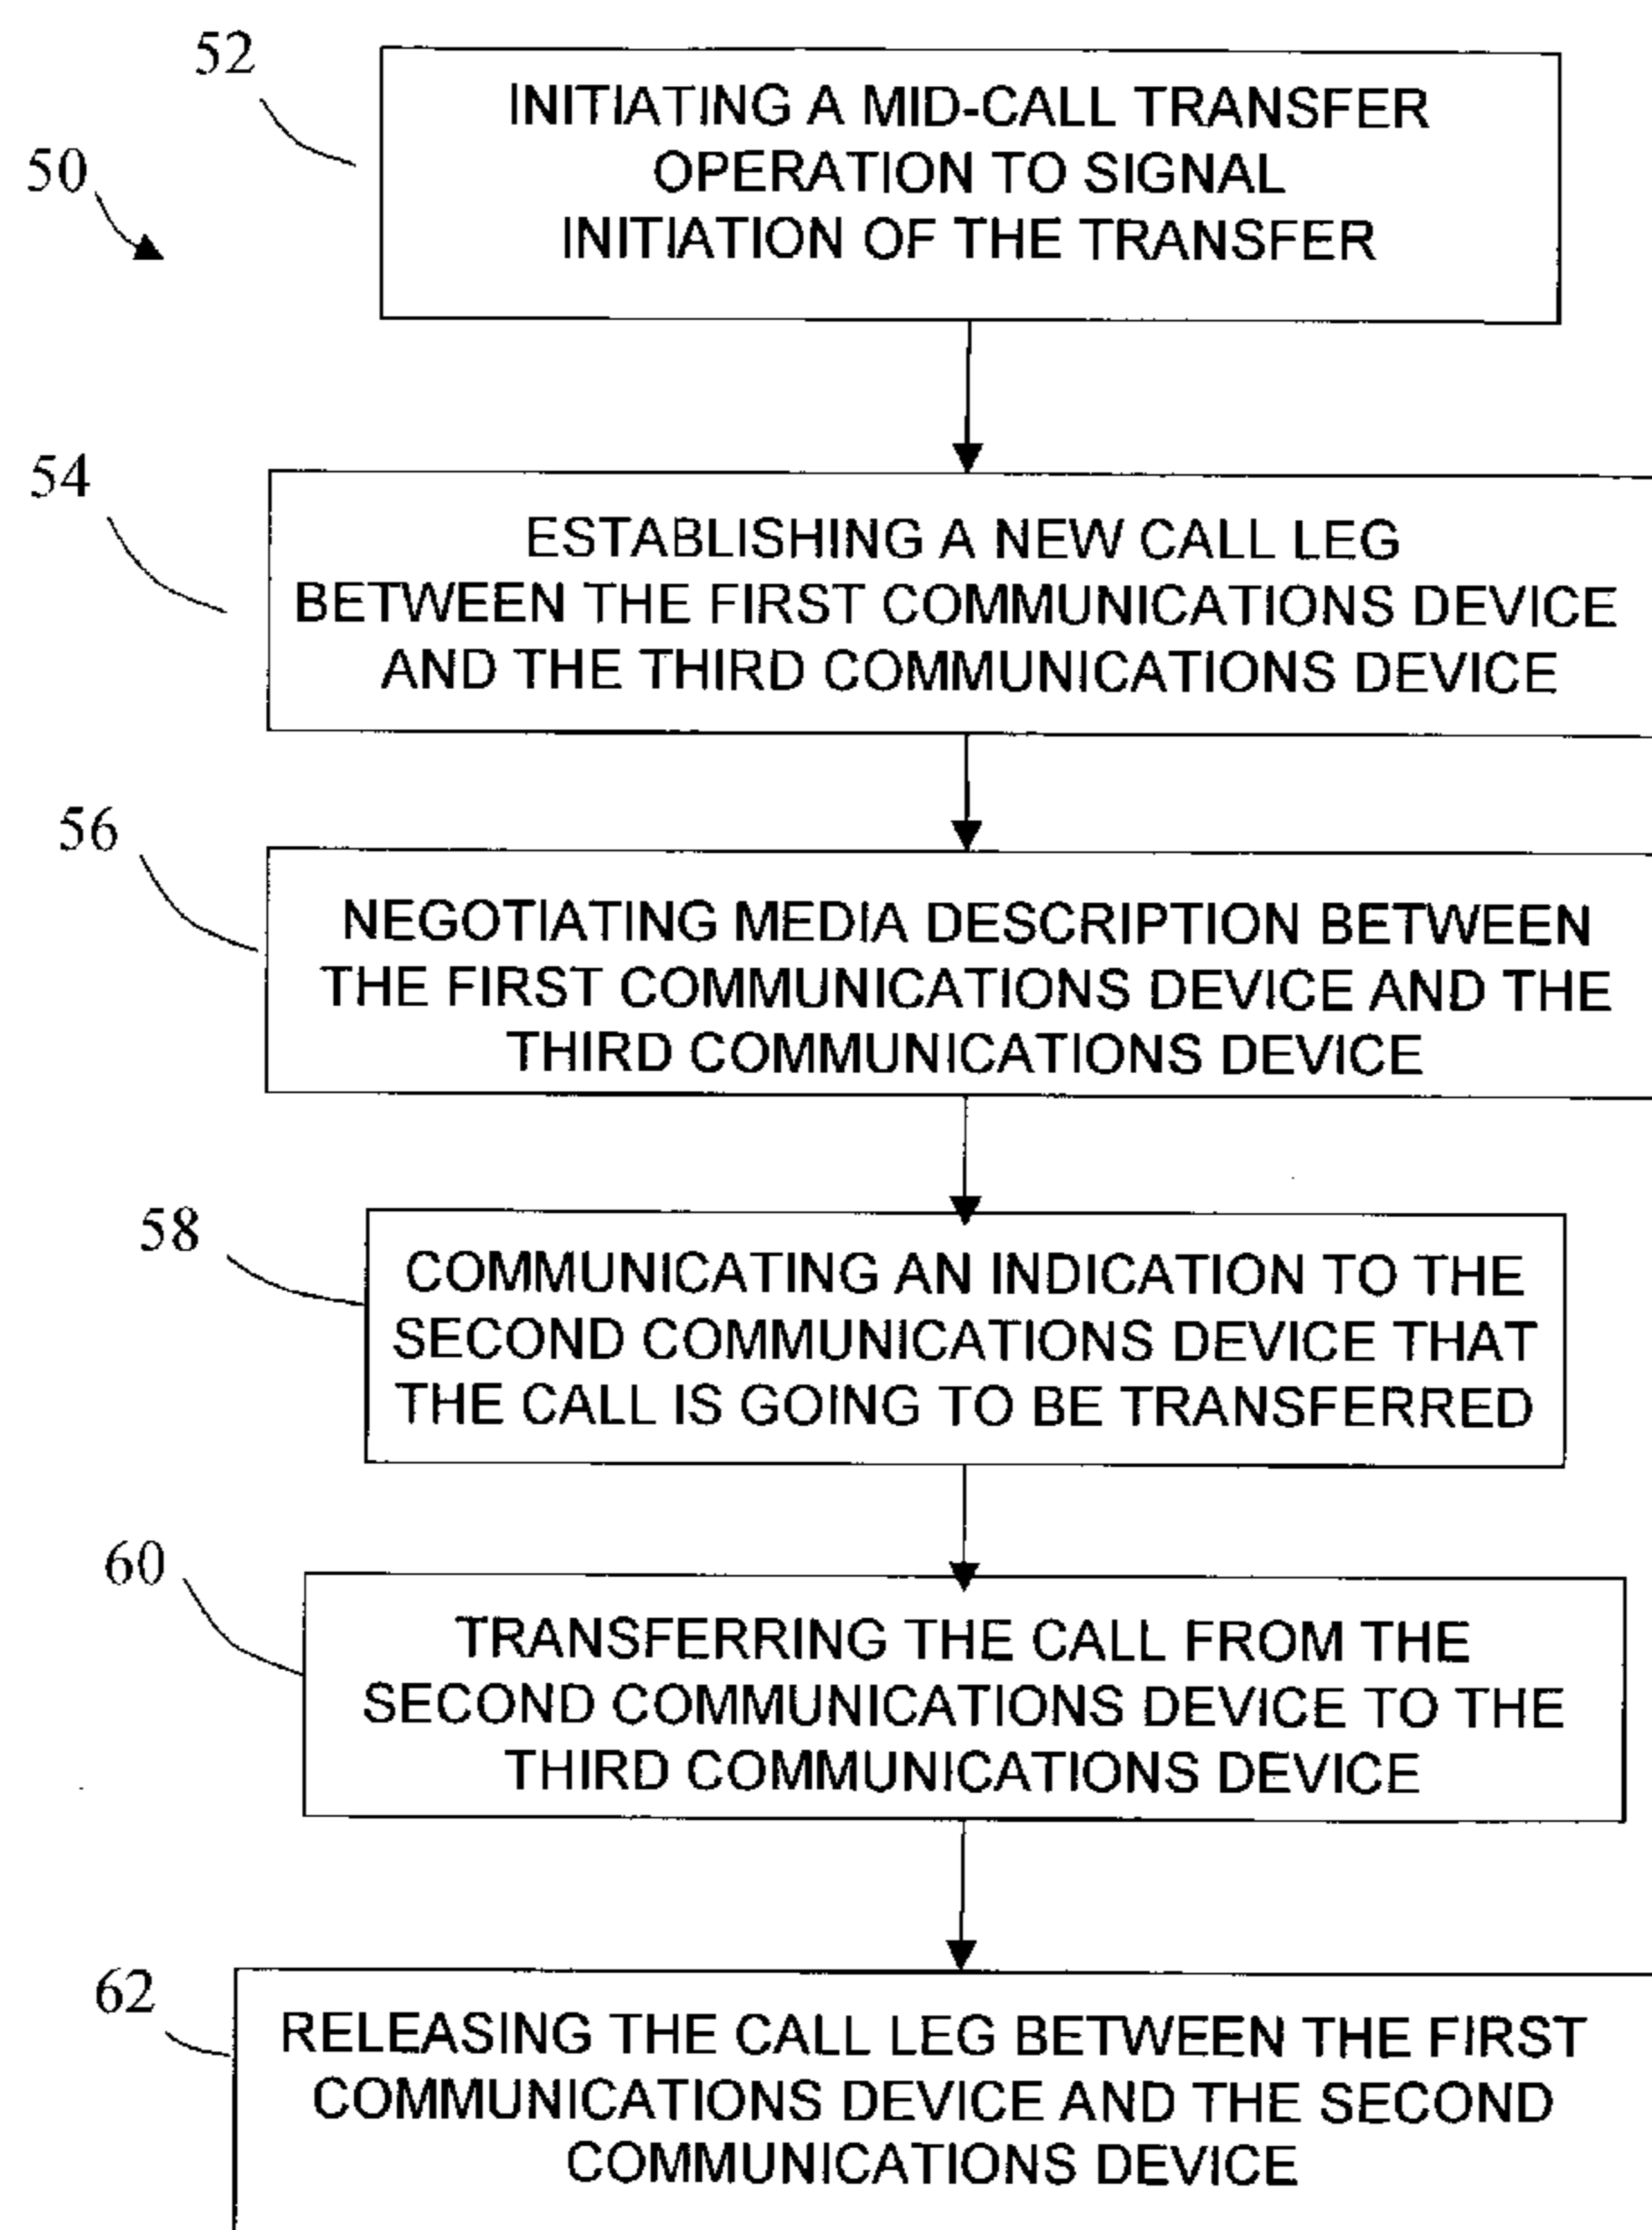 52
INITIATING A MID-CALL TRANSFER
OPERATION TO SIGNAL
INITIATION OF THE TRANSFER
50
54
ESTABLISHING A NEW CALL LEG
BETWEEN THE FIRST COMMUNICATIONS DEVICE
AND THE THIRD COMMUNICATIONS DEVICE
56
NEGOTIATING MEDIA DESCRIPTION BETWEEN
THE FIRST COMMUNICATIONS DEVICE AND THE
THIRD COMMUNICATIONS DEVICE
58
COMMUNICATING AN INDICATION TO THE
SECOND COMMUNICATIONS DEVICE THAT
THE CALL IS GOING TO BE TRANSFERRED
60
TRANSFERRING THE CALL FROM THE
SECOND COMMUNICATIONS DEVICE TO THE
THIRD COMMUNICATIONS DEVICE
62
RELEASING THE CALL LEG BETWEEN THE FIRST
COMMUNICATIONS DEVICE AND THE SECOND
COMMUNICATIONS DEVICE